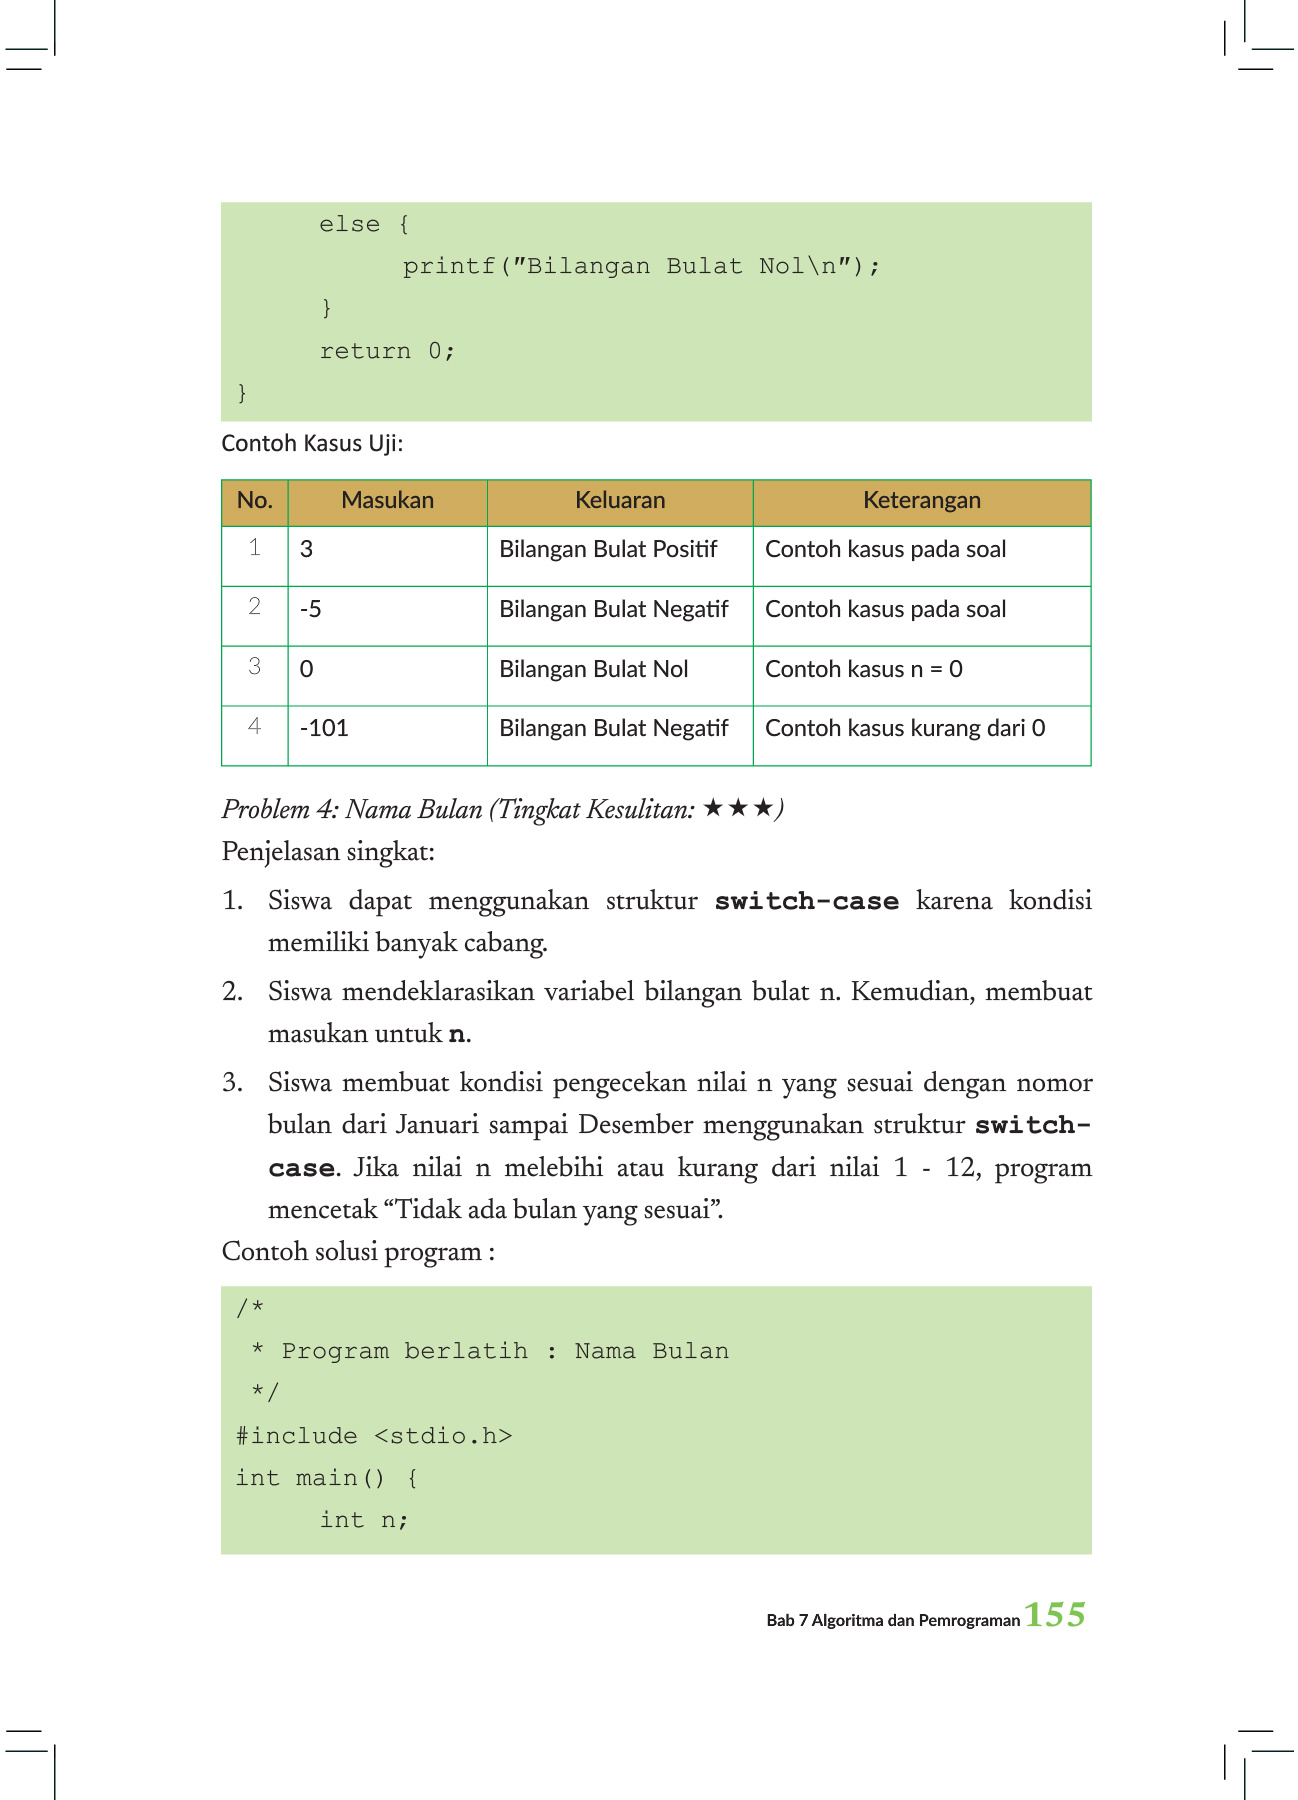 else {
printf("Bilangan Bulat Nol\n");
}
return 0;
}
Contoh Kasus Uji:
No. Masukan Keluaran Keterangan
1 3 Bilangan Bulat Positif Contoh kasus pada soal
2 -5 Bilangan Bulat Negatif Contoh kasus pada soal
3 0 Bilangan Bulat Nol Contoh kasus n = 0
4 -101 Bilangan Bulat Negatif Contoh kasus kurang dari 0
Problem 4: Nama Bulan (Tingkat Kesulitan: ★★★)
Penjelasan singkat:
1. Siswa dapat menggunakan struktur switch-case karena kondisi
memiliki banyak cabang.
2. Siswa mendeklarasikan variabel bilangan bulat n. Kemudian, membuat
masukan untuk n.
3. Siswa membuat kondisi pengecekan nilai n yang sesuai dengan nomor
bulan dari Januari sampai Desember menggunakan struktur switch-
case. Jika nilai n melebihi atau kurang dari nilai 1 - 12, program
mencetak “Tidak ada bulan yang sesuai”.
Contoh solusi program :
/*
* Program berlatih : Nama Bulan
*/
#include <stdio.h>
int main() {
int n;
Bab 7 Algoritma dan Pemrograman 155